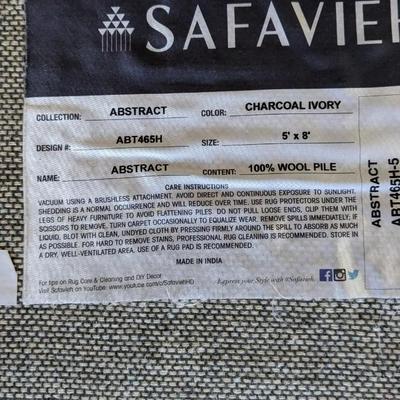 SAFAVIEH
COLLECTION: ABSTRACT COLOR: CHARCOAL IVORY
DESIGN #: ABT465H SIZE: 5' x 8'
NAME: ABSTRACT CONTENT: 100% WOOL PILE
CARE INSTRUCTIONS
VACUUM USING A BRUSHLESS ATTACHMENT. AVOID DIRECT AND CONTINUOUS EXPOSURE TO SUNLIGHT.
SHEDDING IS A NORMAL OCCURRENCE AND WILL REDUCE OVER TIME. USE RUG PROTECTORS UNDER THE
LEGS OF HEAVY FURNITURE TO AVOID FLATTENING PILES. DO NOT PULL LOOSE ENDS, CLIP THEM WITH
SCISSORS TO REMOVE. TURN CARPET OCCASIONALLY TO EQUALIZE WEAR. REMOVE SPILLS IMMEDIATELY; IF
LIQUID, BLOT WITH CLEAN, UNDYED CLOTH BY PRESSING FIRMLY AROUND THE SPILL TO ABSORB AS MUCH
AS POSSIBLE. FOR HARD TO REMOVE STAINS, PROFESSIONAL RUG CLEANING IS RECOMMENDED. STORE IN
A DRY, WELL-VENTILATED AREA. USE OF A RUG PAD IS RECOMMENDED.
MADE IN INDIA
For tips on Rug Care & Cleaning and DIY Decor
Visit Safavieh on YouTube: www.youtube.com/c/SafaviehHD
Express your Style with #Safavieh.
ABSTRACT
ABT465H-5